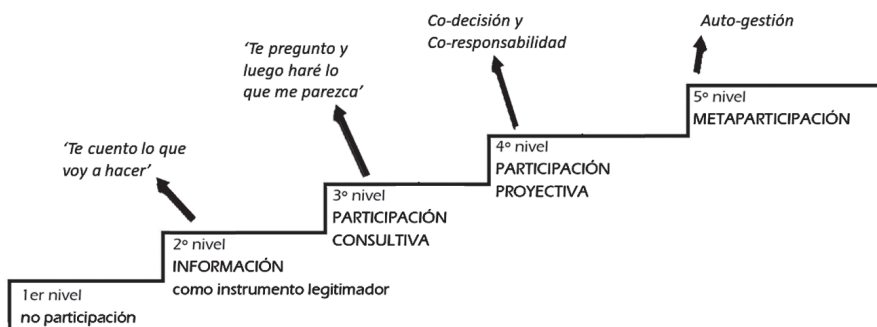 Auto-gestión
Co-decisión y
Co-responsabilidad
‘Te pregunto y
luego haré lo
que me parezca’
5º nivel
METAPARTICIPACIÓN
‘Te cuento lo que
voy a hacer’
4º nivel
PARTICIPACIÓN
PROYECTIVA
3º nivel
PARTICIPACIÓN
CONSULTIVA
2º nivel
INFORMACIÓN
como instrumento legitimador
1er nivel
no participación